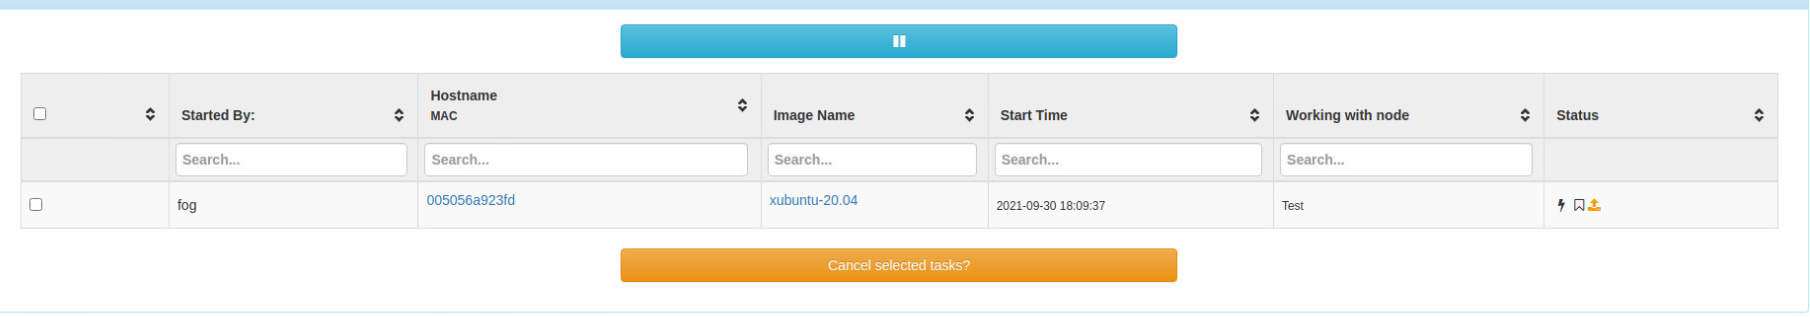 Started By:
Hostname
MAC
Image Name
Start Time
Working with node
Status
Search...
Search...
Search...
Search...
Search...
fog
005056a923fd
xubuntu-20.04
2021-09-30 18:09:37
Test
Cancel selected tasks?